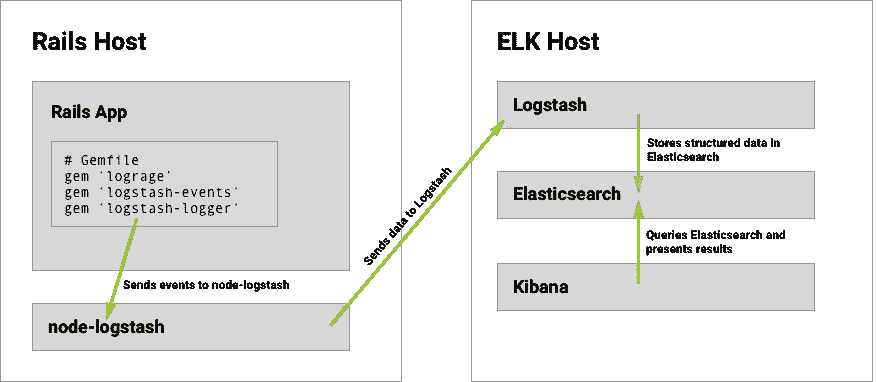 Rails Host
Rails App
# Gemfile
gem ‘lograge’
gem ‘logstash-events’
gem ‘logstash-logger’
Sends events to node-logstash
node-logstash
Sends data to Logstash
ELK Host
Logstash
Stores structured data in
Elasticsearch
Elasticsearch
Queries Elasticsearch and
presents results
Kibana